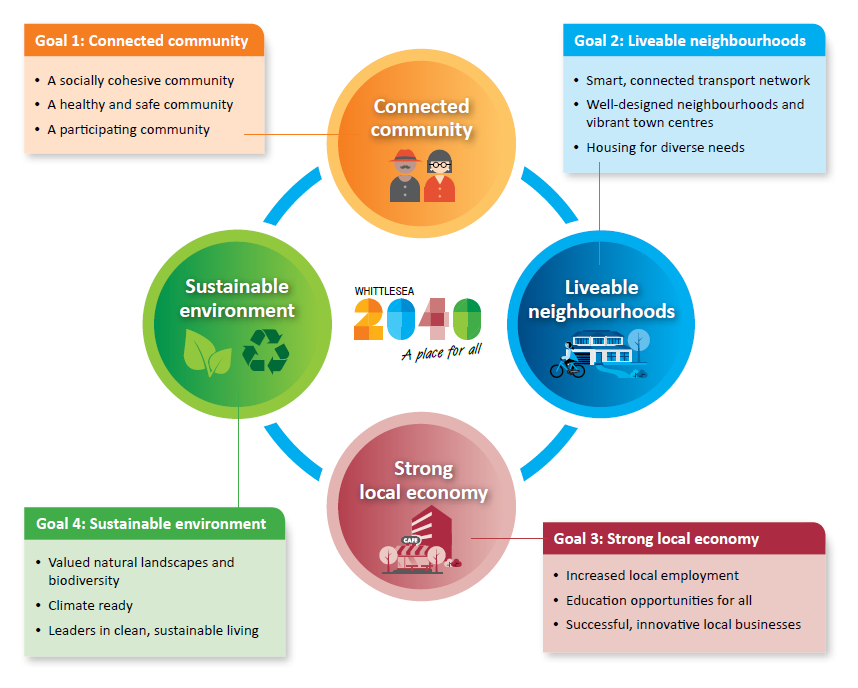 Goal 1: Connected community
• A socially cohesive community
• A healthy and safe community
• A participating community
Goal 2: Liveable neighbourhoods
• Smart, connected transport network
• Well-designed neighbourhoods and
vibrant town centres
• Housing for diverse needs
Connected
community
Sustainable
environment
WHITTLESEA
2040
A place for all
Liveable
neighbourhoods
Strong
local economy
CAFE
Goal 4: Sustainable environment
• Valued natural landscapes and
biodiversity
• Climate ready
• Leaders in clean, sustainable living
Goal 3: Strong local economy
• Increased local employment
• Education opportunities for all
• Successful, innovative local businesses